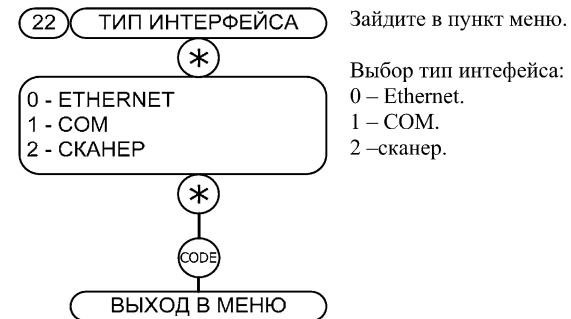 22 ТИП ИНТЕРФЕЙСА
Зайдите в пункт меню.
*
0 - ETHERNET
1 - COM
2 - СКАНЕР
Выбор тип интефейса:
0 – Ethernet.
1 – COM.
2 –сканер.
*
CODE
ВЫХОД В МЕНЮ